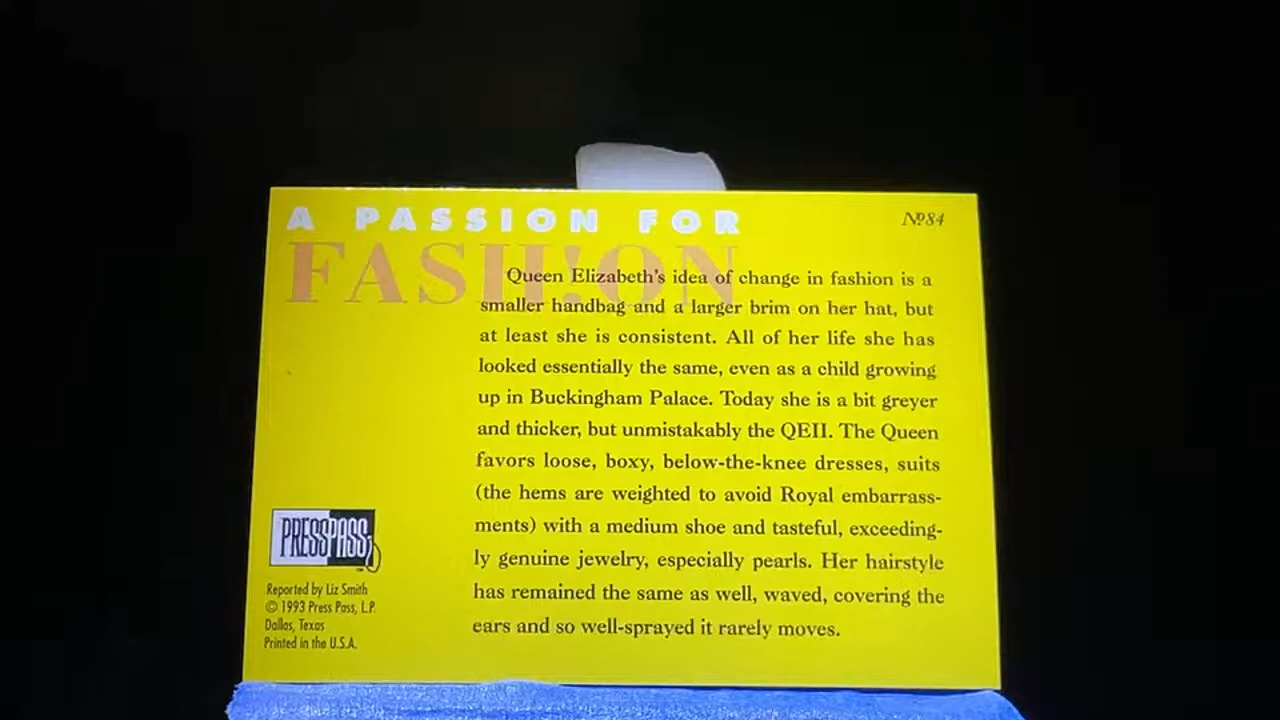 A PASSION FOR
FASH!ON
№84
Queen Elizabeth's idea of change in fashion is a
smaller handbag and a larger brim on her hat, but
at least she is consistent. All of her life she has
looked essentially the same, even as a child growing
up in Buckingham Palace. Today she is a bit greyer
and thicker, but unmistakably the QEII. The Queen
favors loose, boxy, below-the-knee dresses, suits
(the hems are weighted to avoid Royal embarrass-
ments) with a medium shoe and tasteful, exceeding-
ly genuine jewelry, especially pearls. Her hairstyle
has remained the same as well, waved, covering the
ears and so well-sprayed it rarely moves.
PRESSPASS
Reported by Liz Smith
© 1993 Press Pass, L.P.
Dallas, Texas
Printed in the U.S.A.